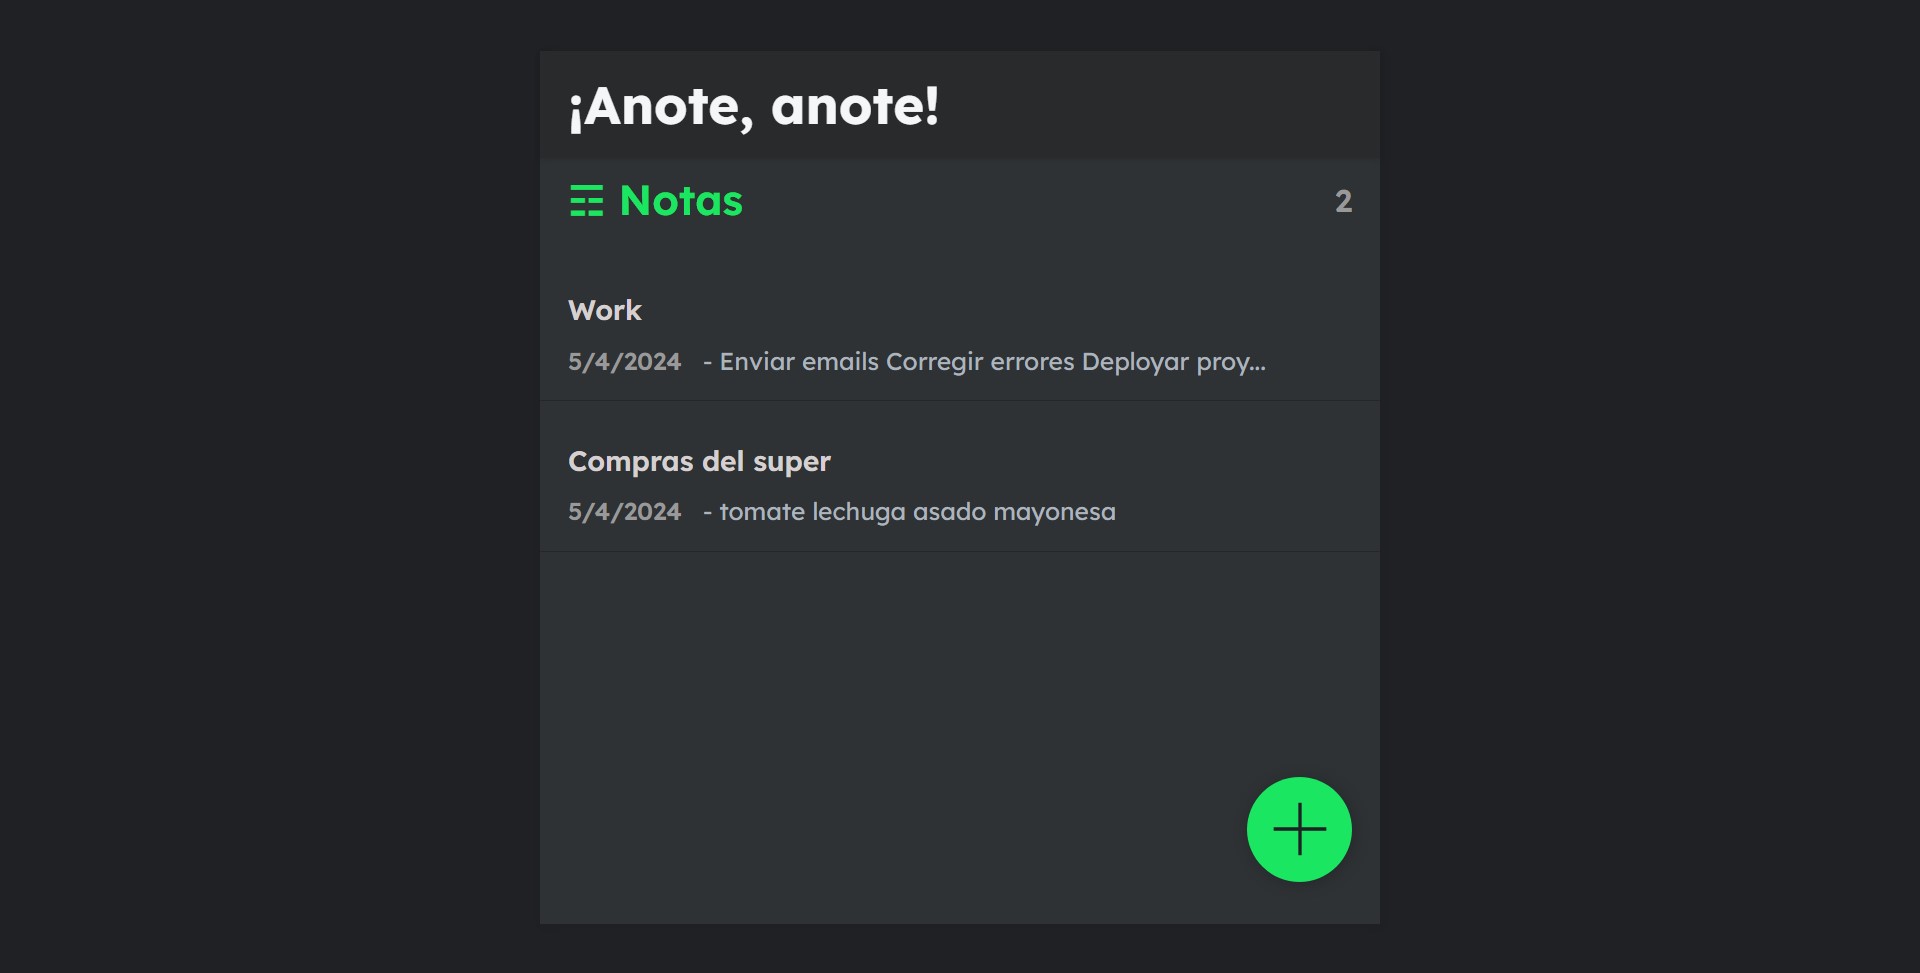 ¡Anote, anote!
Notas 2
Work
5/4/2024 - Enviar emails Corregir errores Deployar proy...
Compras del super
5/4/2024 - tomate lechuga asado mayonesa